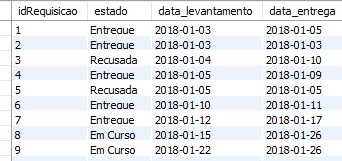 idRequisicao estado data_levantamento data_entrega
1 Entregue 2018-01-03 2018-01-05
2 Entregue 2018-01-03 2018-01-03
3 Recusada 2018-01-04 2018-01-10
4 Entregue 2018-01-05 2018-01-09
5 Recusada 2018-01-05 2018-01-05
6 Entregue 2018-01-10 2018-01-11
7 Entregue 2018-01-12 2018-01-17
8 Em Curso 2018-01-15 2018-01-26
9 Em Curso 2018-01-22 2018-01-26